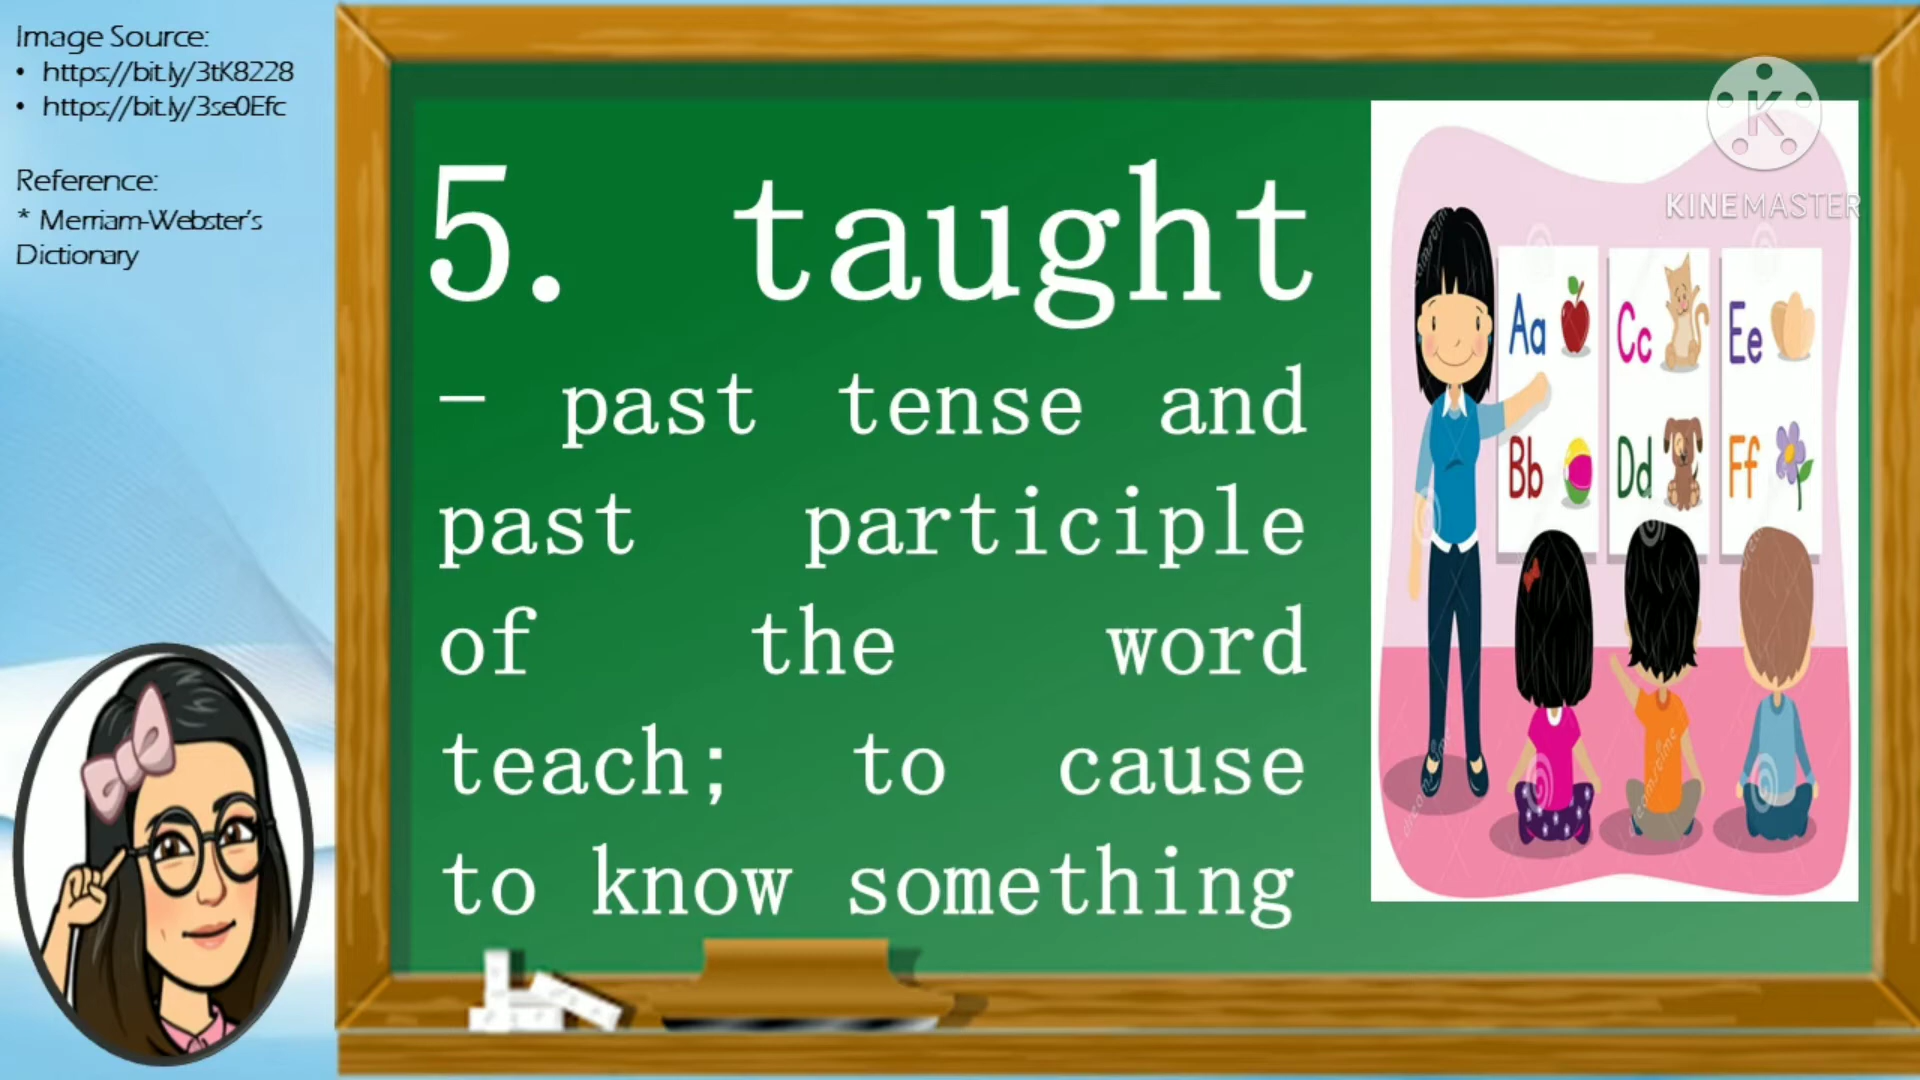 Image Source:
• https://bit.ly/3tK8228
• https://bit.ly/3se0Efc
Reference:
* Merriam-Webster's
Dictionary
5. taught
- past tense and
past participle
of the word
teach; to cause
to know something
K
KINEMASTER
Aa
Cc
Ee
Bb
Dd
Ff